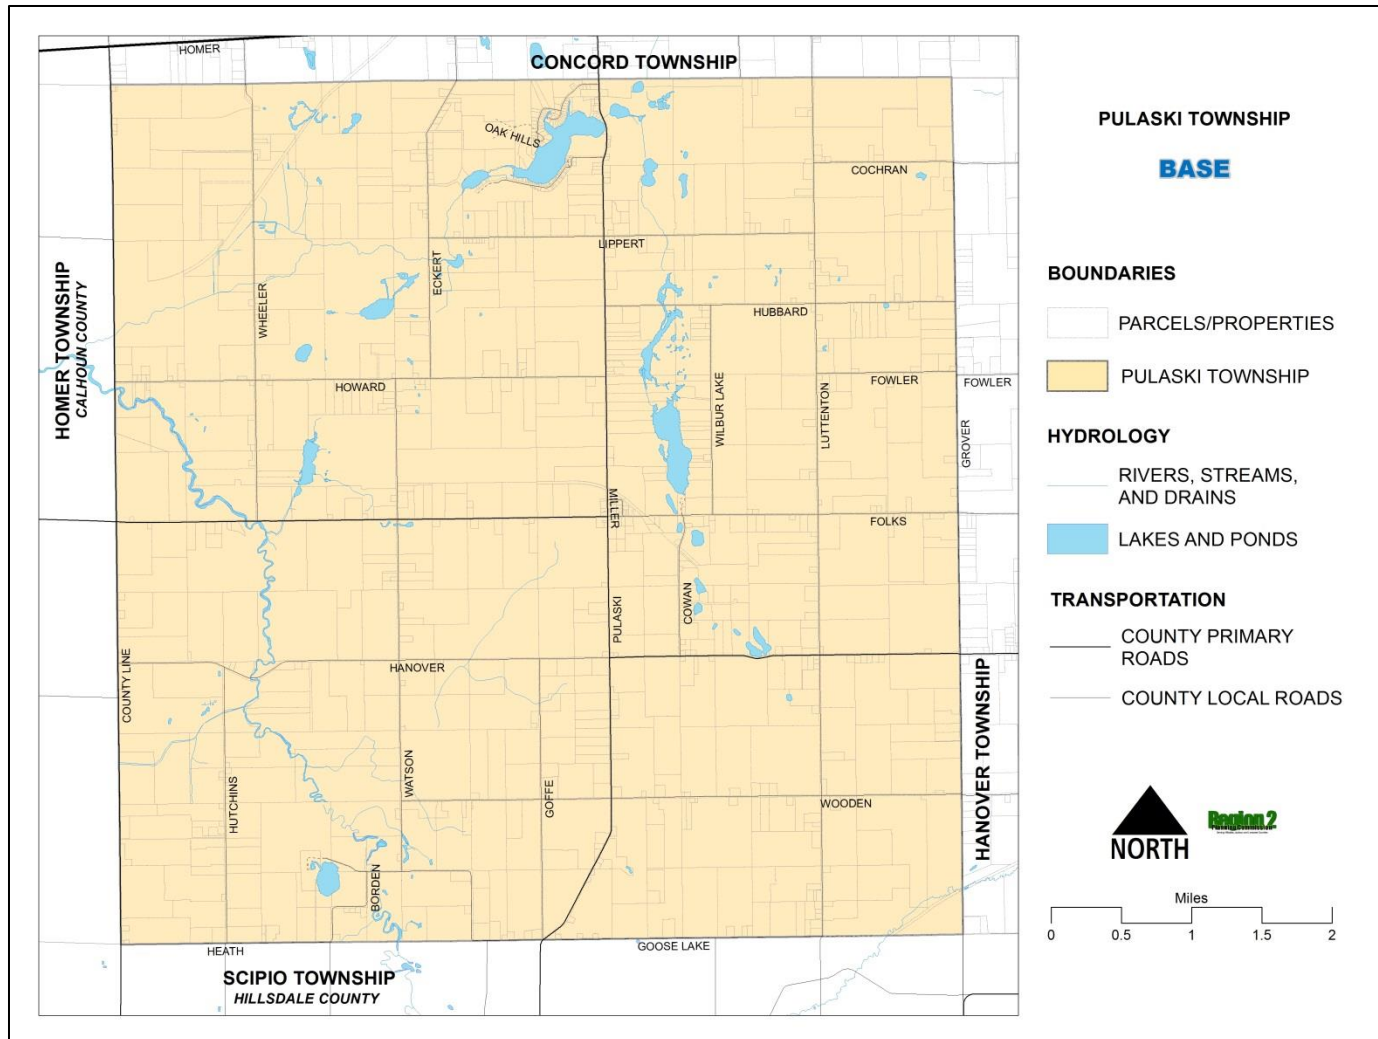 HOMER
CONCORD TOWNSHIP
OAK HILLS
COCHRAN
LIPPERT
ECKERT
WHEELER
HUBBARD
HOMER TOWNSHIP
CALHOUN COUNTY
HOWARD
WILBUR LAKE
LUTTENTON
FOWLER
FOWLER
GROVER
MILLER
FOLKS
PULASKI
COWAN
COUNTY LINE
HANOVER
HANOVER TOWNSHIP
HUTCHINS
WATSON
GOFFE
WOODEN
BORDEN
HEATH
GOOSE LAKE
SCIPIO TOWNSHIP
HILLSDALE COUNTY
PULASKI TOWNSHIP
BASE
BOUNDARIES
PARCELS/PROPERTIES
PULASKI TOWNSHIP
HYDROLOGY
RIVERS, STREAMS,
AND DRAINS
LAKES AND PONDS
TRANSPORTATION
COUNTY PRIMARY
ROADS
COUNTY LOCAL ROADS
NORTH
Region 2
Planning Commission
Miles
0 0.5 1 1.5 2